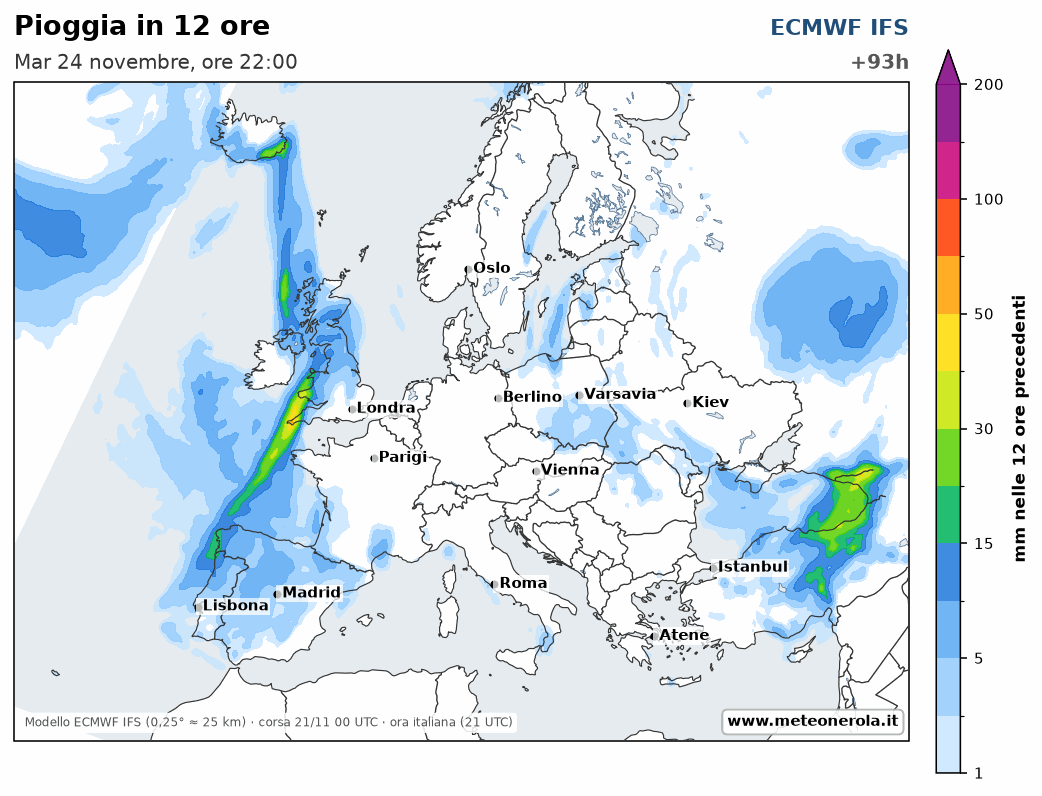 Pioggia in 12 ore
ECMWF IFS
Mar 24 novembre, ore 22:00
+93h
200
100
50
30
15
5
1
mm nelle 12 ore precedenti
Oslo
Berlino
Varsavia
Kiev
Londra
Parigi
Vienna
Istanbul
Roma
Madrid
Lisbona
Atene
Modello ECMWF IFS (0,25° ≈ 25 km) · corsa 21/11 00 UTC · ora italiana (21 UTC)
www.meteonerola.it